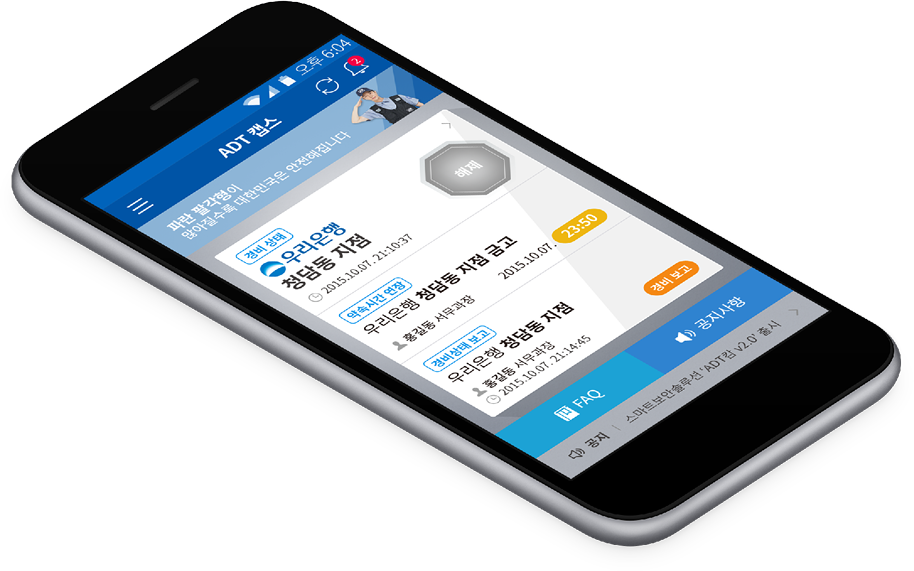 오후 6:04
2
ADT 캡스
파란 팔각형이
많아질수록 대한민국은 안전해집니다
해제
경비 상태
우리은행
청담동 지점
2015.10.07. 21:10:37
약속시간 연장
우리은행 청담동 지점 금고
홍길동 서무과장
2015.10.07.
23:50
경비상태 보고
우리은행 청담동 지점
홍길동 서무과장
2015.10.07. 21:14:45
경비 보고
FAQ
공지사항
공지 | 스마트보안솔루션 'ADT캡 v2.0' 출시